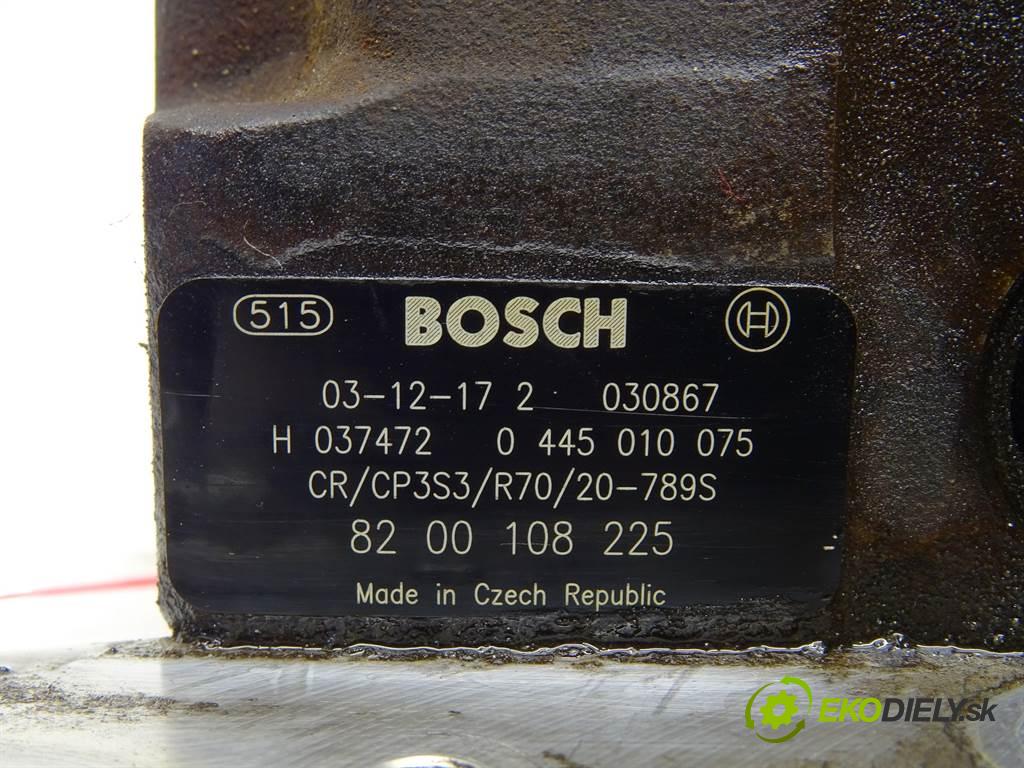 515 BOSCH
03-12-17 2 030867
H 037472 0 445 010 075
CR/CP3S3/R70/20-789S
82 00 108 225
Made in Czech Republic
EKODIELY.sk